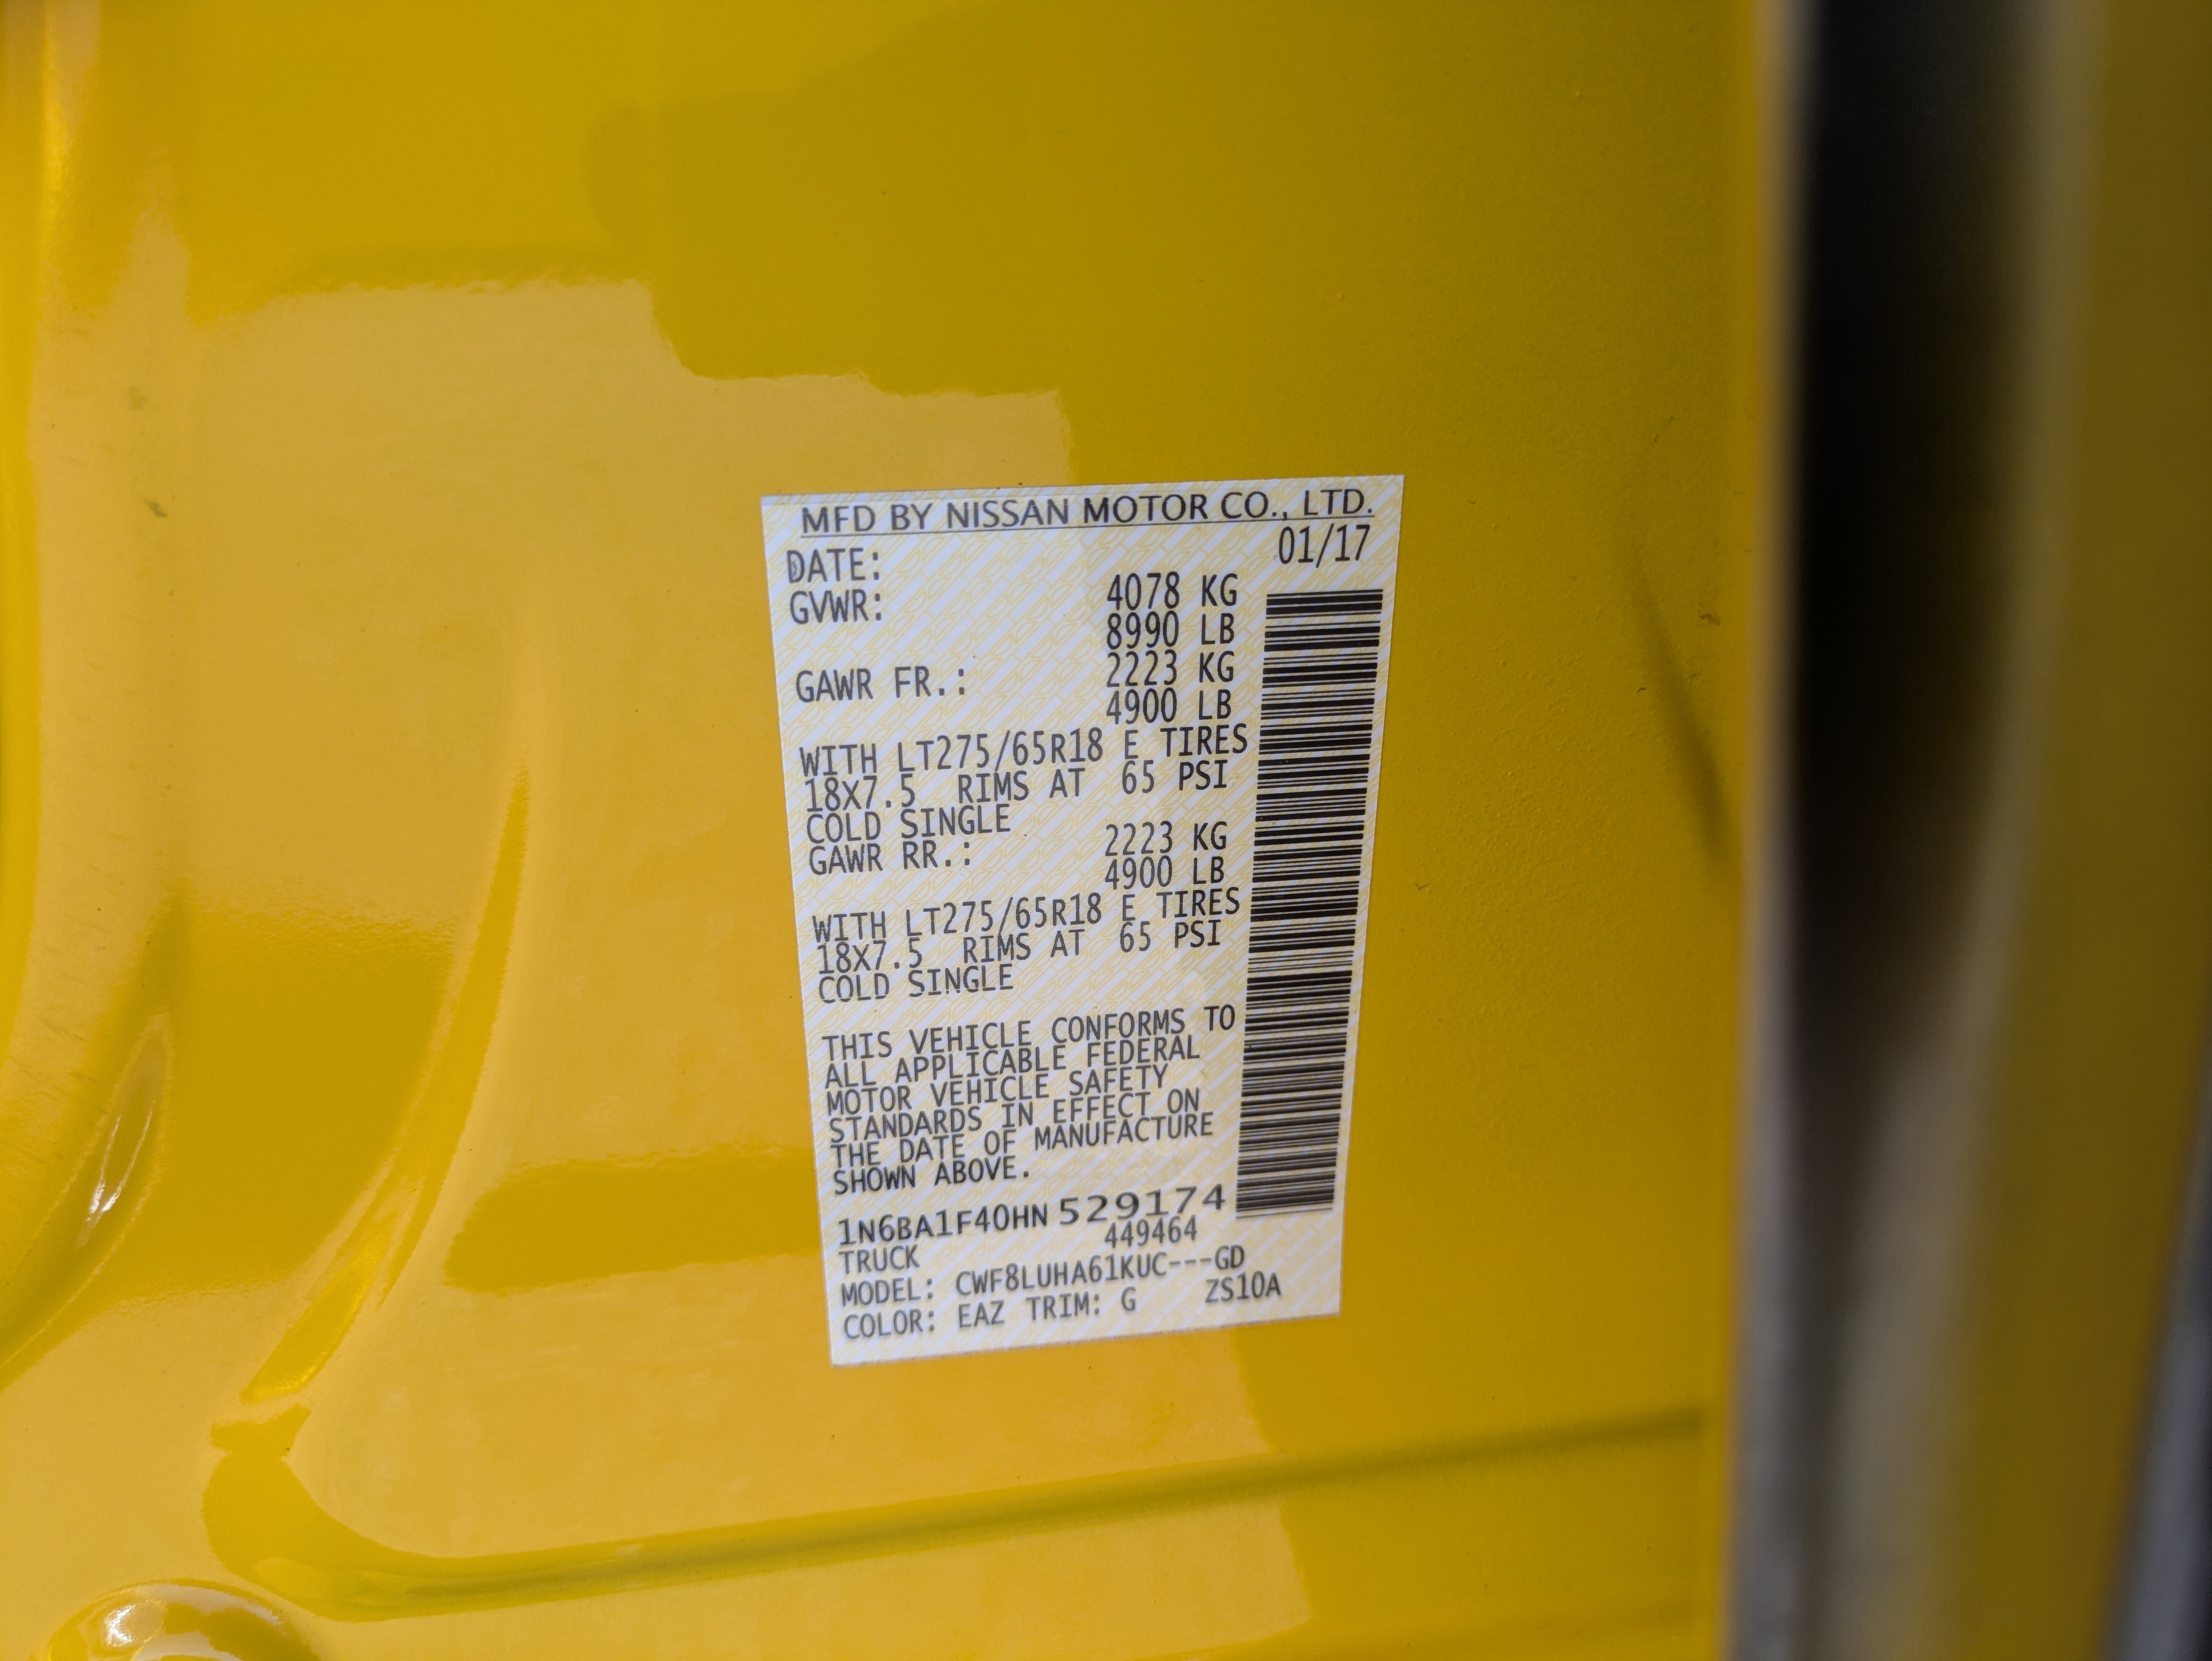 MFD BY NISSAN MOTOR CO., LTD.
DATE: 01/17
GVWR: 4078 KG
8990 LB
GAWR FR.: 2223 KG
4900 LB
WITH LT275/65R18 E TIRES
18X7.5 RIMS AT 65 PSI
COLD SINGLE
GAWR RR.: 2223 KG
4900 LB
WITH LT275/65R18 E TIRES
18X7.5 RIMS AT 65 PSI
COLD SINGLE
THIS VEHICLE CONFORMS TO
ALL APPLICABLE FEDERAL
MOTOR VEHICLE SAFETY
STANDARDS IN EFFECT ON
THE DATE OF MANUFACTURE
SHOWN ABOVE.
1N6BA1F40HN529174
TRUCK 449464
MODEL: CWF8LUHA61KUC---GD
COLOR: EAZ TRIM: G ZS10A